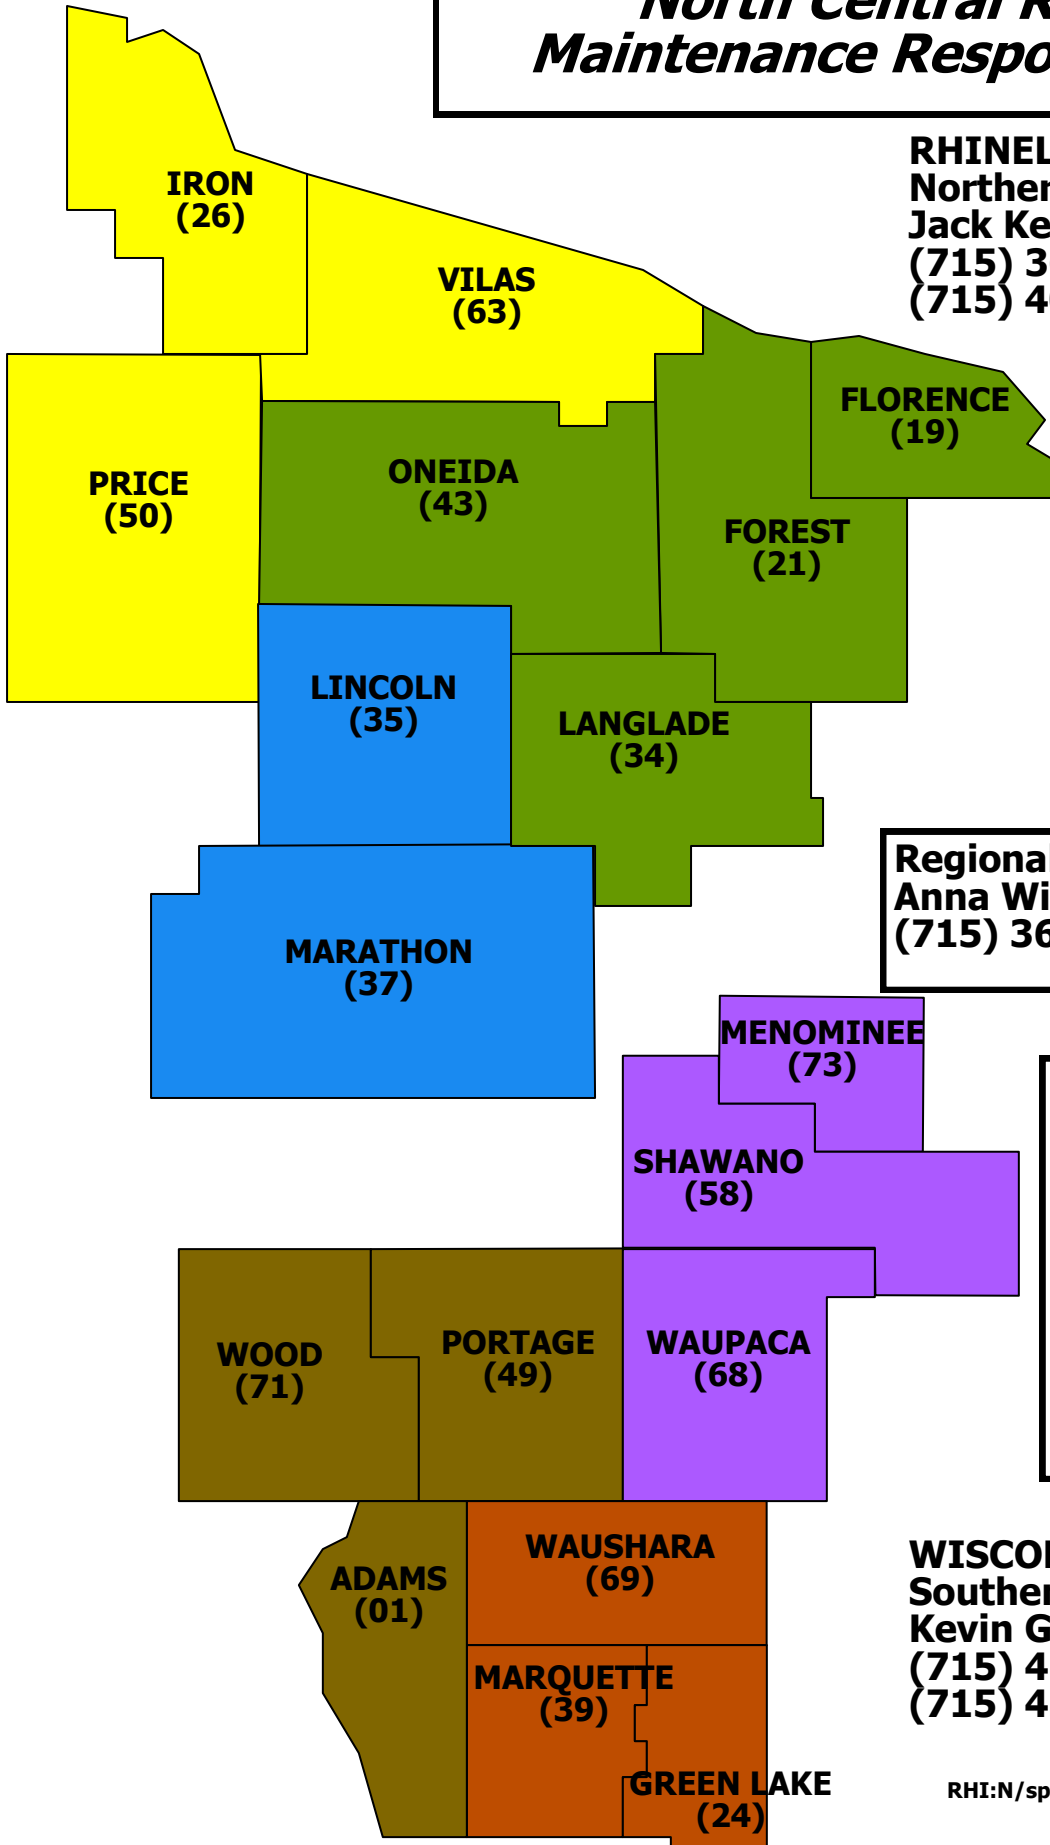 North Central R
Maintenance Respo
RHINEL
Norther
Jack Ke
(715) 3
(715) 4
IRON
(26)
VILAS
(63)
FLORENCE
(19)
PRICE
(50)
ONEIDA
(43)
FOREST
(21)
LINCOLN
(35)
LANGLADE
(34)
Regional
Anna Wi
(715) 36
MARATHON
(37)
MENOMINEE
(73)
SHAWANO
(58)
WOOD
(71)
PORTAGE
(49)
WAUPACA
(68)
ADAMS
(01)
WAUSHARA
(69)
WISCO
Souther
Kevin G
(715) 4
(715) 4
MARQUETTE
(39)
GREEN LAKE
(24)
RHI:N/sp